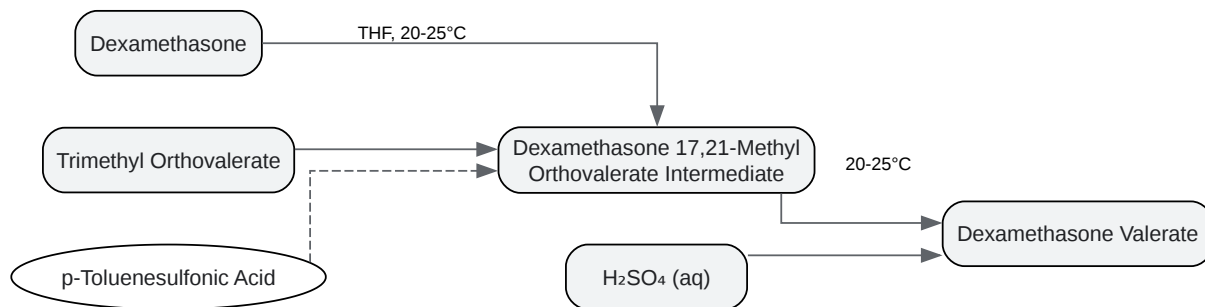 Dexamethasone
THF, 20-25°C
Trimethyl Orthovalerate
Dexamethasone 17,21-Methyl
Orthovalerate Intermediate
20-25°C
p-Toluenesulfonic Acid
H₂SO₄ (aq)
Dexamethasone Valerate